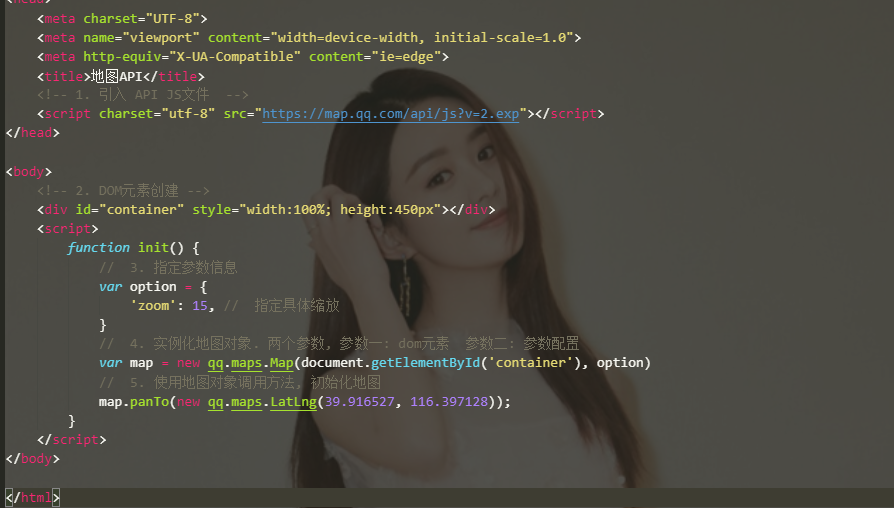 <head>
<meta charset="UTF-8">
<meta name="viewport" content="width=device-width, initial-scale=1.0">
<meta http-equiv="X-UA-Compatible" content="ie=edge">
<title>地图API</title>
<!-- 1. 引入 API JS文件  -->
<script charset="utf-8" src="https://map.qq.com/api/js?v=2.exp"></script>
</head>
<body>
<!-- 2. DOM元素创建 -->
<div id="container" style="width:100%; height:450px"></div>
<script>
function init() {
//  3. 指定参数信息
var option = {
'zoom': 15, //  指定具体缩放
}
//  4. 实例化地图对象. 两个参数, 参数一: dom元素  参数二: 参数配置
var map = new qq.maps.Map(document.getElementById('container'), option)
//  5. 使用地图对象调用方法, 初始化地图
map.panTo(new qq.maps.LatLng(39.916527, 116.397128));
}
</script>
</body>
</html>